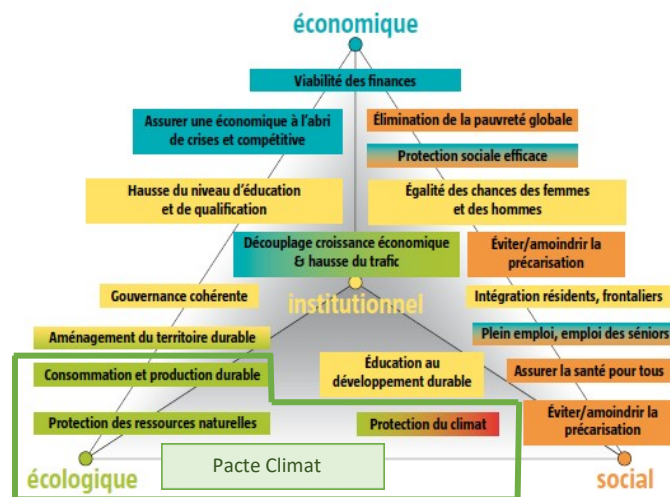 économique
Viabilité des finances
Assurer une économique à l'abri
de crises et compétitive
Élimination de la pauvreté globale
Protection sociale efficace
Hausse du niveau d'éducation
et de qualification
Égalité des chances des femmes
et des hommes
Découplage croissance économique
& hausse du trafic
Éviter/amoindrir la
précarisation
Gouvernance cohérente
institutionnel
Intégration résidents, frontaliers
Aménagement du territoire durable
Plein emploi, emploi des séniors
Consommation et production durable
Éducation au
développement durable
Assurer la santé pour tous
Protection des ressources naturelles
Protection du climat
Éviter/amoindrir la
précarisation
écologique
Pacte Climat
social